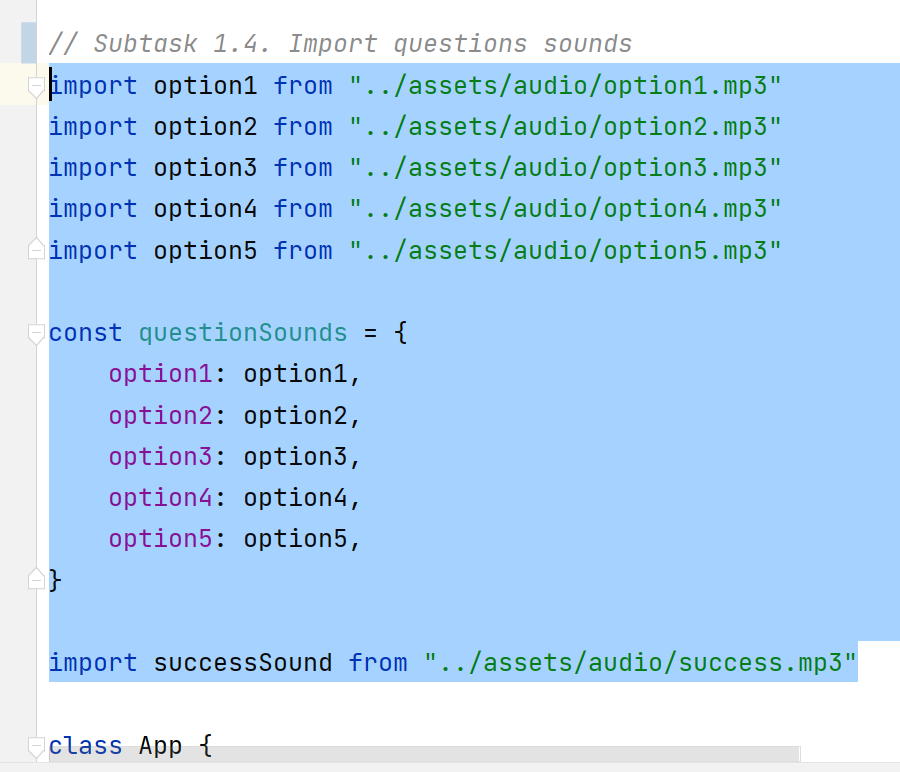 // Subtask 1.4. Import questions sounds
import option1 from "../assets/audio/option1.mp3"
import option2 from "../assets/audio/option2.mp3"
import option3 from "../assets/audio/option3.mp3"
import option4 from "../assets/audio/option4.mp3"
import option5 from "../assets/audio/option5.mp3"

const questionSounds = {
    option1: option1,
    option2: option2,
    option3: option3,
    option4: option4,
    option5: option5,
}

import successSound from "../assets/audio/success.mp3"

class App {